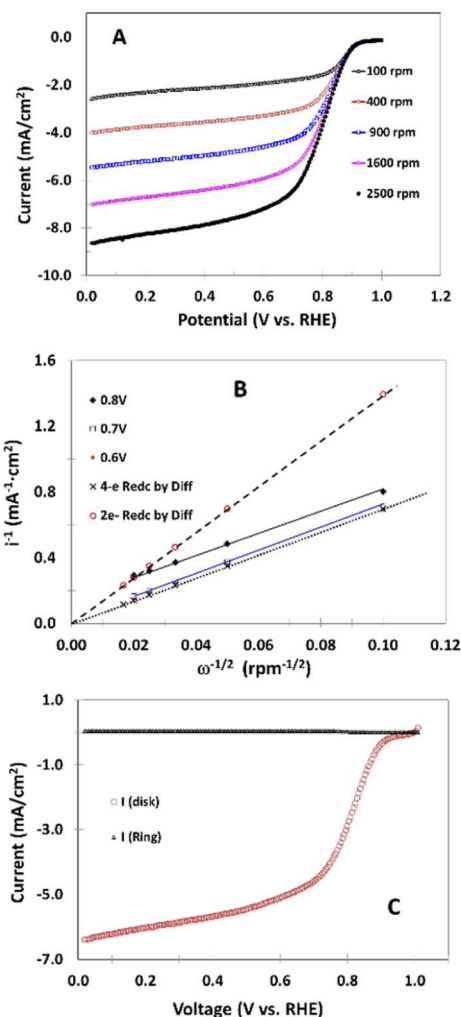 A
0.0
-2.0
-4.0
-6.0
-8.0
-10.0
Current (mA/cm²)
100 rpm
400 rpm
900 rpm
1600 rpm
2500 rpm
0.0 0.2 0.4 0.6 0.8 1.0 1.2
Potential (V vs. RHE)
B
1.6
1.2
0.8
0.4
0.0
i⁻¹ (mA⁻¹·cm²)
0.8V
0.7V
0.6V
4-e Redc by Diff
2e- Redc by Diff
0.00 0.02 0.04 0.06 0.08 0.10 0.12
ω⁻¹/² (rpm⁻¹/²)
1.0
-1.0
-3.0
-5.0
-7.0
Current (mA/cm²)
I (disk)
I (Ring)
C
0.0 0.2 0.4 0.6 0.8 1.0 1.2
Voltage (V vs. RHE)